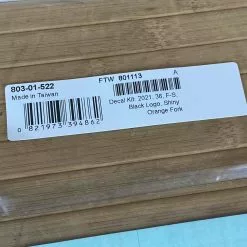 FTW 801113 A
803-01-522
Made in Taiwan
Decal Kit: 2021, 36, F-S,
Black Logo, Shiny
Orange Fork
0 821973 394862